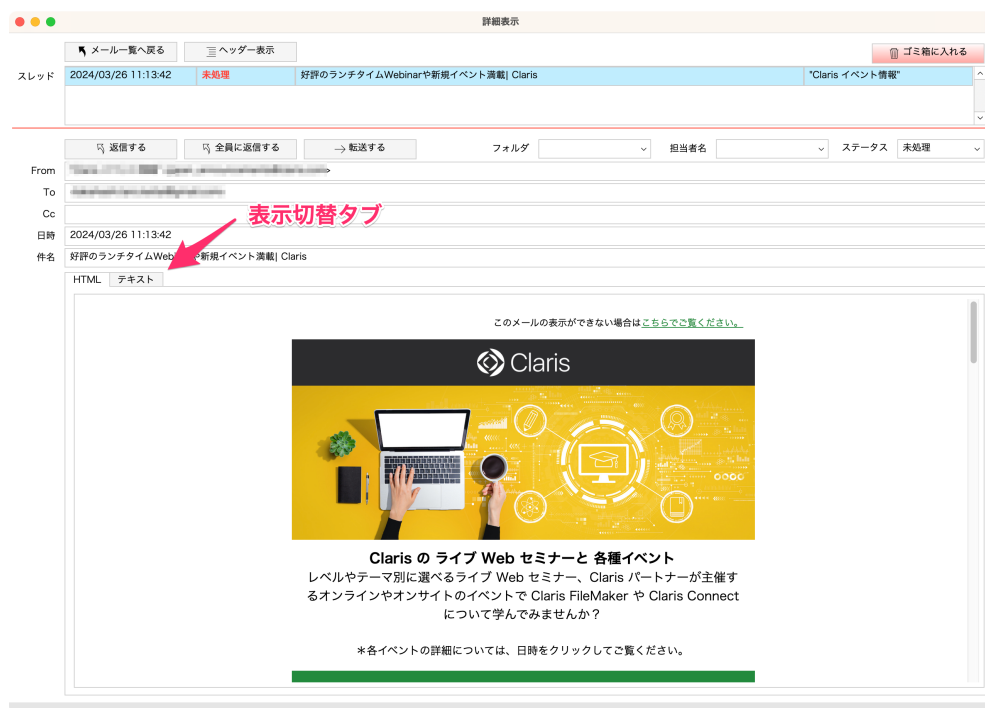 詳細表示
メール一覧へ戻る ヘッダー表示 ゴミ箱に入れる
スレッド 2024/03/26 11:13:42 未処理 好評のランチタイムWebinarや新規イベント満載| Claris "Claris イベント情報"
返信する 全員に返信する 転送する フォルダ 担当者名 ステータス 未処理
From
To
Cc
表示切替タブ
日時 2024/03/26 11:13:42
件名 好評のランチタイムWeb や新規イベント満載| Claris
HTML テキスト
このメールの表示ができない場合はこちらでご覧ください。
Claris
Claris の ライブ Web セミナーと 各種イベント
レベルやテーマ別に選べるライブ Web セミナー、Claris パートナーが主催す
るオンラインやオンサイトのイベントで Claris FileMaker や Claris Connect
について学んでみませんか？
＊各イベントの詳細については、日時をクリックしてご覧ください。